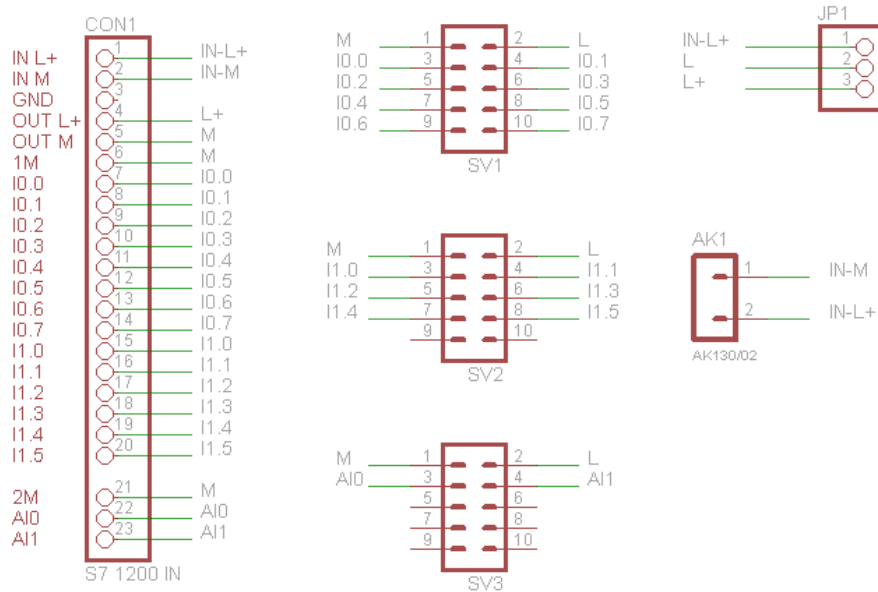 CON1
IN L+ 1 IN-L+
IN M 2 IN-M
GND 3
OUT L+ 4 L+
OUT M 5 M
1M 6 M
I0.0 7 I0.0
I0.1 8 I0.1
I0.2 9 I0.2
I0.3 10 I0.3
I0.4 11 I0.4
I0.5 12 I0.5
I0.6 13 I0.6
I0.7 14 I0.7
I1.0 15 I1.0
I1.1 16 I1.1
I1.2 17 I1.2
I1.3 18 I1.3
I1.4 19 I1.4
I1.5 20 I1.5
2M 21 M
AI0 22 AI0
AI1 23 AI1
S7 1200 IN
M 1 2 L
I0.0 3 4 I0.1
I0.2 5 6 I0.3
I0.4 7 8 I0.5
I0.6 9 10 I0.7
SV1
M 1 2 L
I1.0 3 4 I1.1
I1.2 5 6 I1.3
I1.4 7 8 I1.5
9 10
SV2
M 1 2 L
AI0 3 4 AI1
5 6
7 8
9 10
SV3
JP1
IN-L+ 1
L 2
L+ 3
AK1
1 IN-M
2 IN-L+
AK130/02